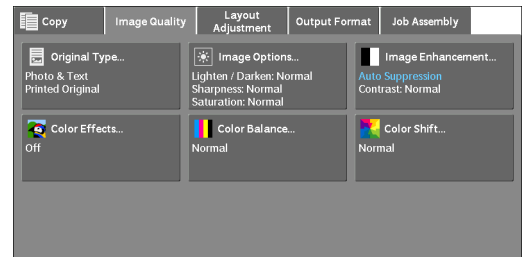 Copy
Image Quality
Layout
Adjustment
Output Format
Job Assembly
Original Type...
Photo & Text
Printed Original
Image Options...
Lighten / Darken: Normal
Sharpness: Normal
Saturation: Normal
Image Enhancement...
Auto Suppression
Contrast: Normal
Color Effects...
Off
Color Balance...
Normal
Color Shift...
Normal